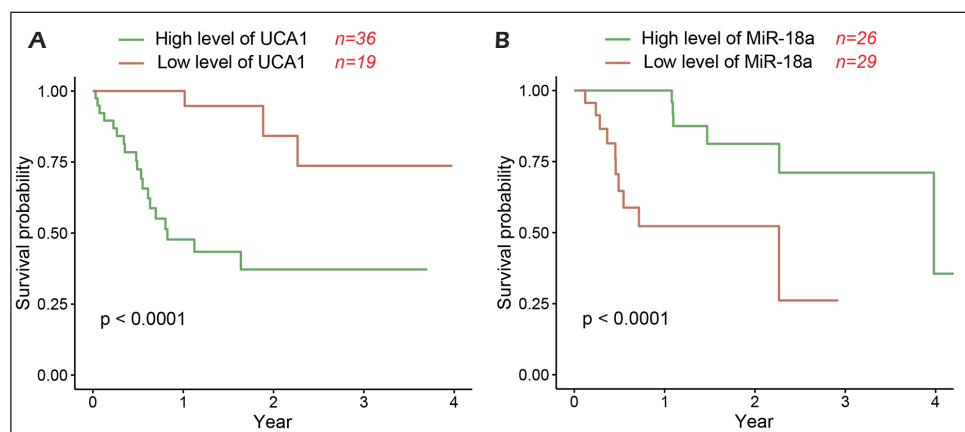 A
High level of UCA1 n=36
Low level of UCA1 n=19
1.00
0.75
0.50
0.25
0.00
Survival probability
p < 0.0001
0 1 2 3 4
Year
B
High level of MiR-18a n=26
Low level of MiR-18a n=29
1.00
0.75
0.50
0.25
0.00
Survival probability
p < 0.0001
0 1 2 3 4
Year